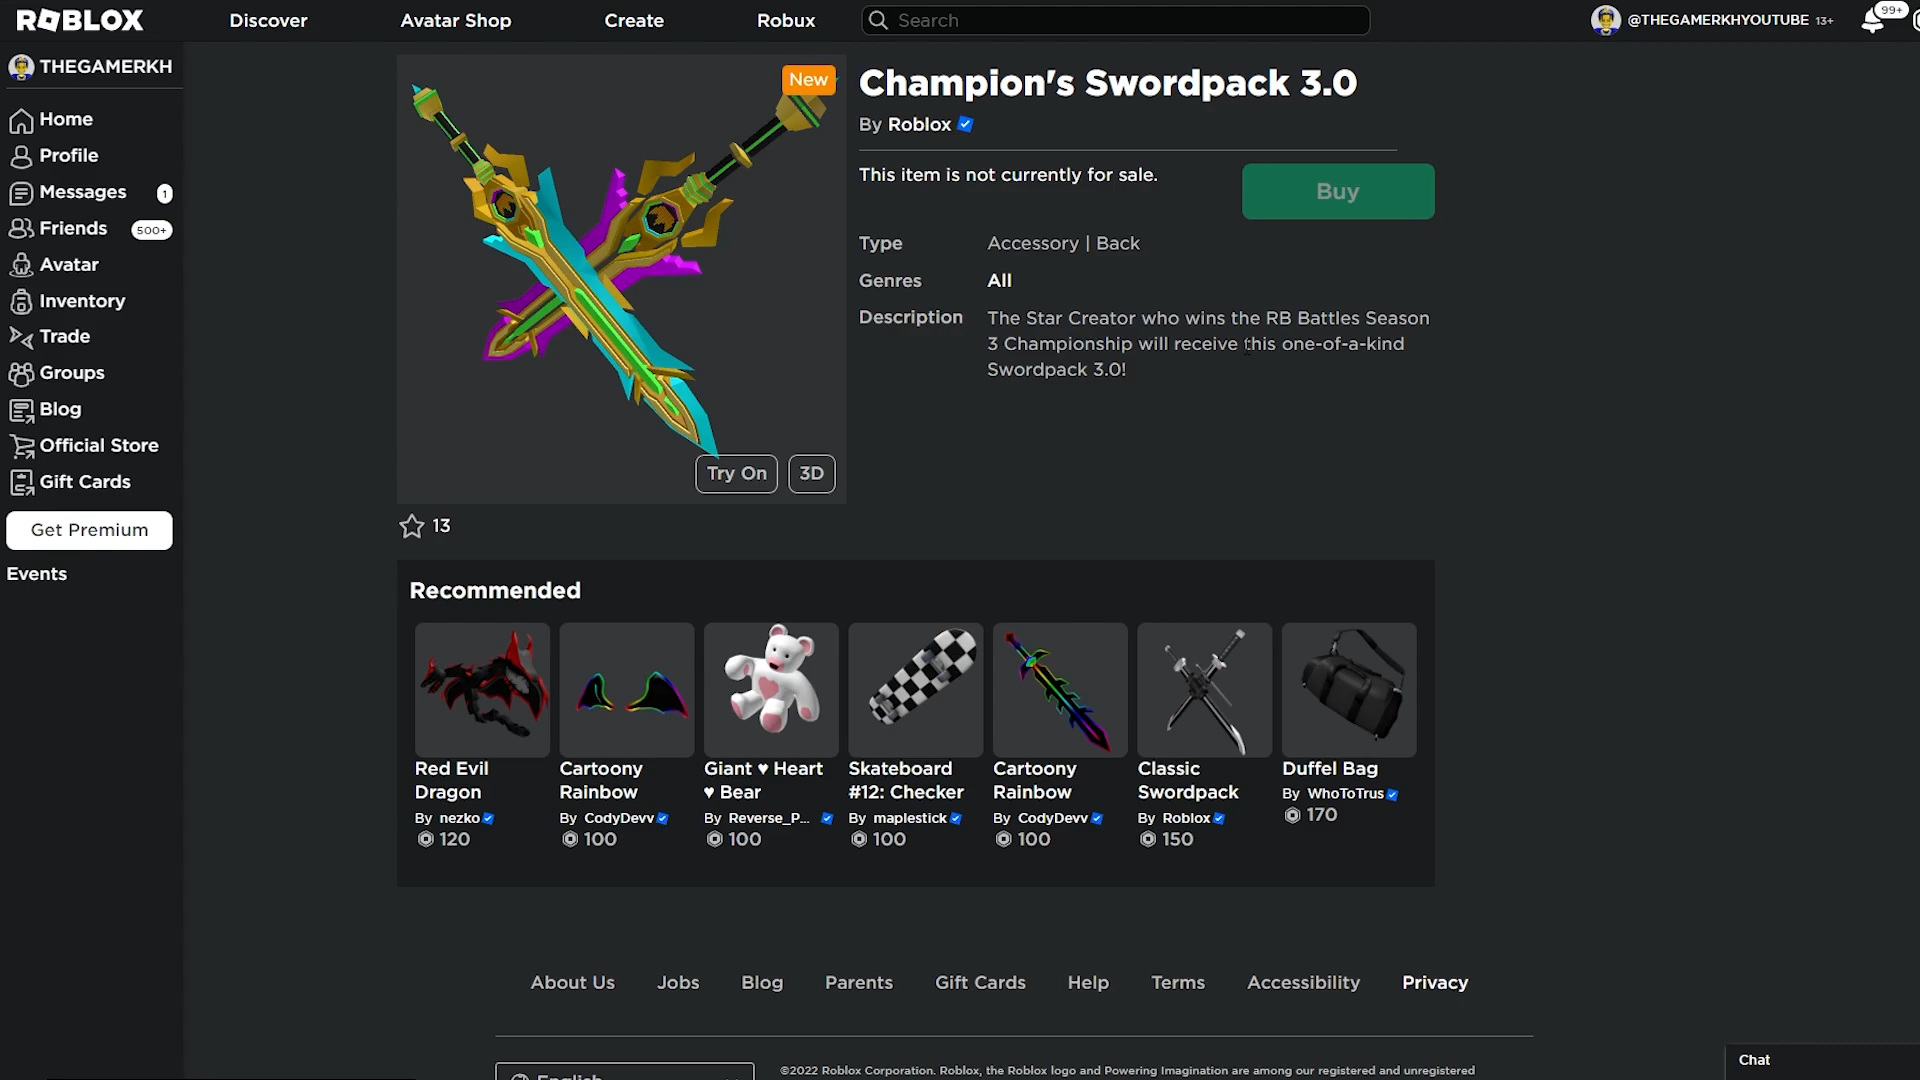 ROBLOX
Discover
Avatar Shop
Create
Robux
Search
@THEGAMERKHYOUTUBE 13+
99+
THEGAMERKH
Home
Profile
Messages 1
Friends 500+
Avatar
Inventory
Trade
Groups
Blog
Official Store
Gift Cards
Get Premium
Events
New
Try On
3D
13
Champion's Swordpack 3.0
By Roblox
This item is not currently for sale.
Buy
Type Accessory | Back
Genres All
Description The Star Creator who wins the RB Battles Season
3 Championship will receive this one-of-a-kind
Swordpack 3.0!
Recommended
Red Evil
Dragon
By nezko
120
Cartoony
Rainbow
By CodyDevv
100
Giant ♥ Heart
♥ Bear
By Reverse_P...
100
Skateboard
#12: Checker
By maplestick
100
Cartoony
Rainbow
By CodyDevv
100
Classic
Swordpack
By Roblox
150
Duffel Bag
By WhoToTrus
170
About Us
Jobs
Blog
Parents
Gift Cards
Help
Terms
Accessibility
Privacy
English
©2022 Roblox Corporation. Roblox, the Roblox logo and Powering Imagination are among our registered and unregistered
Chat